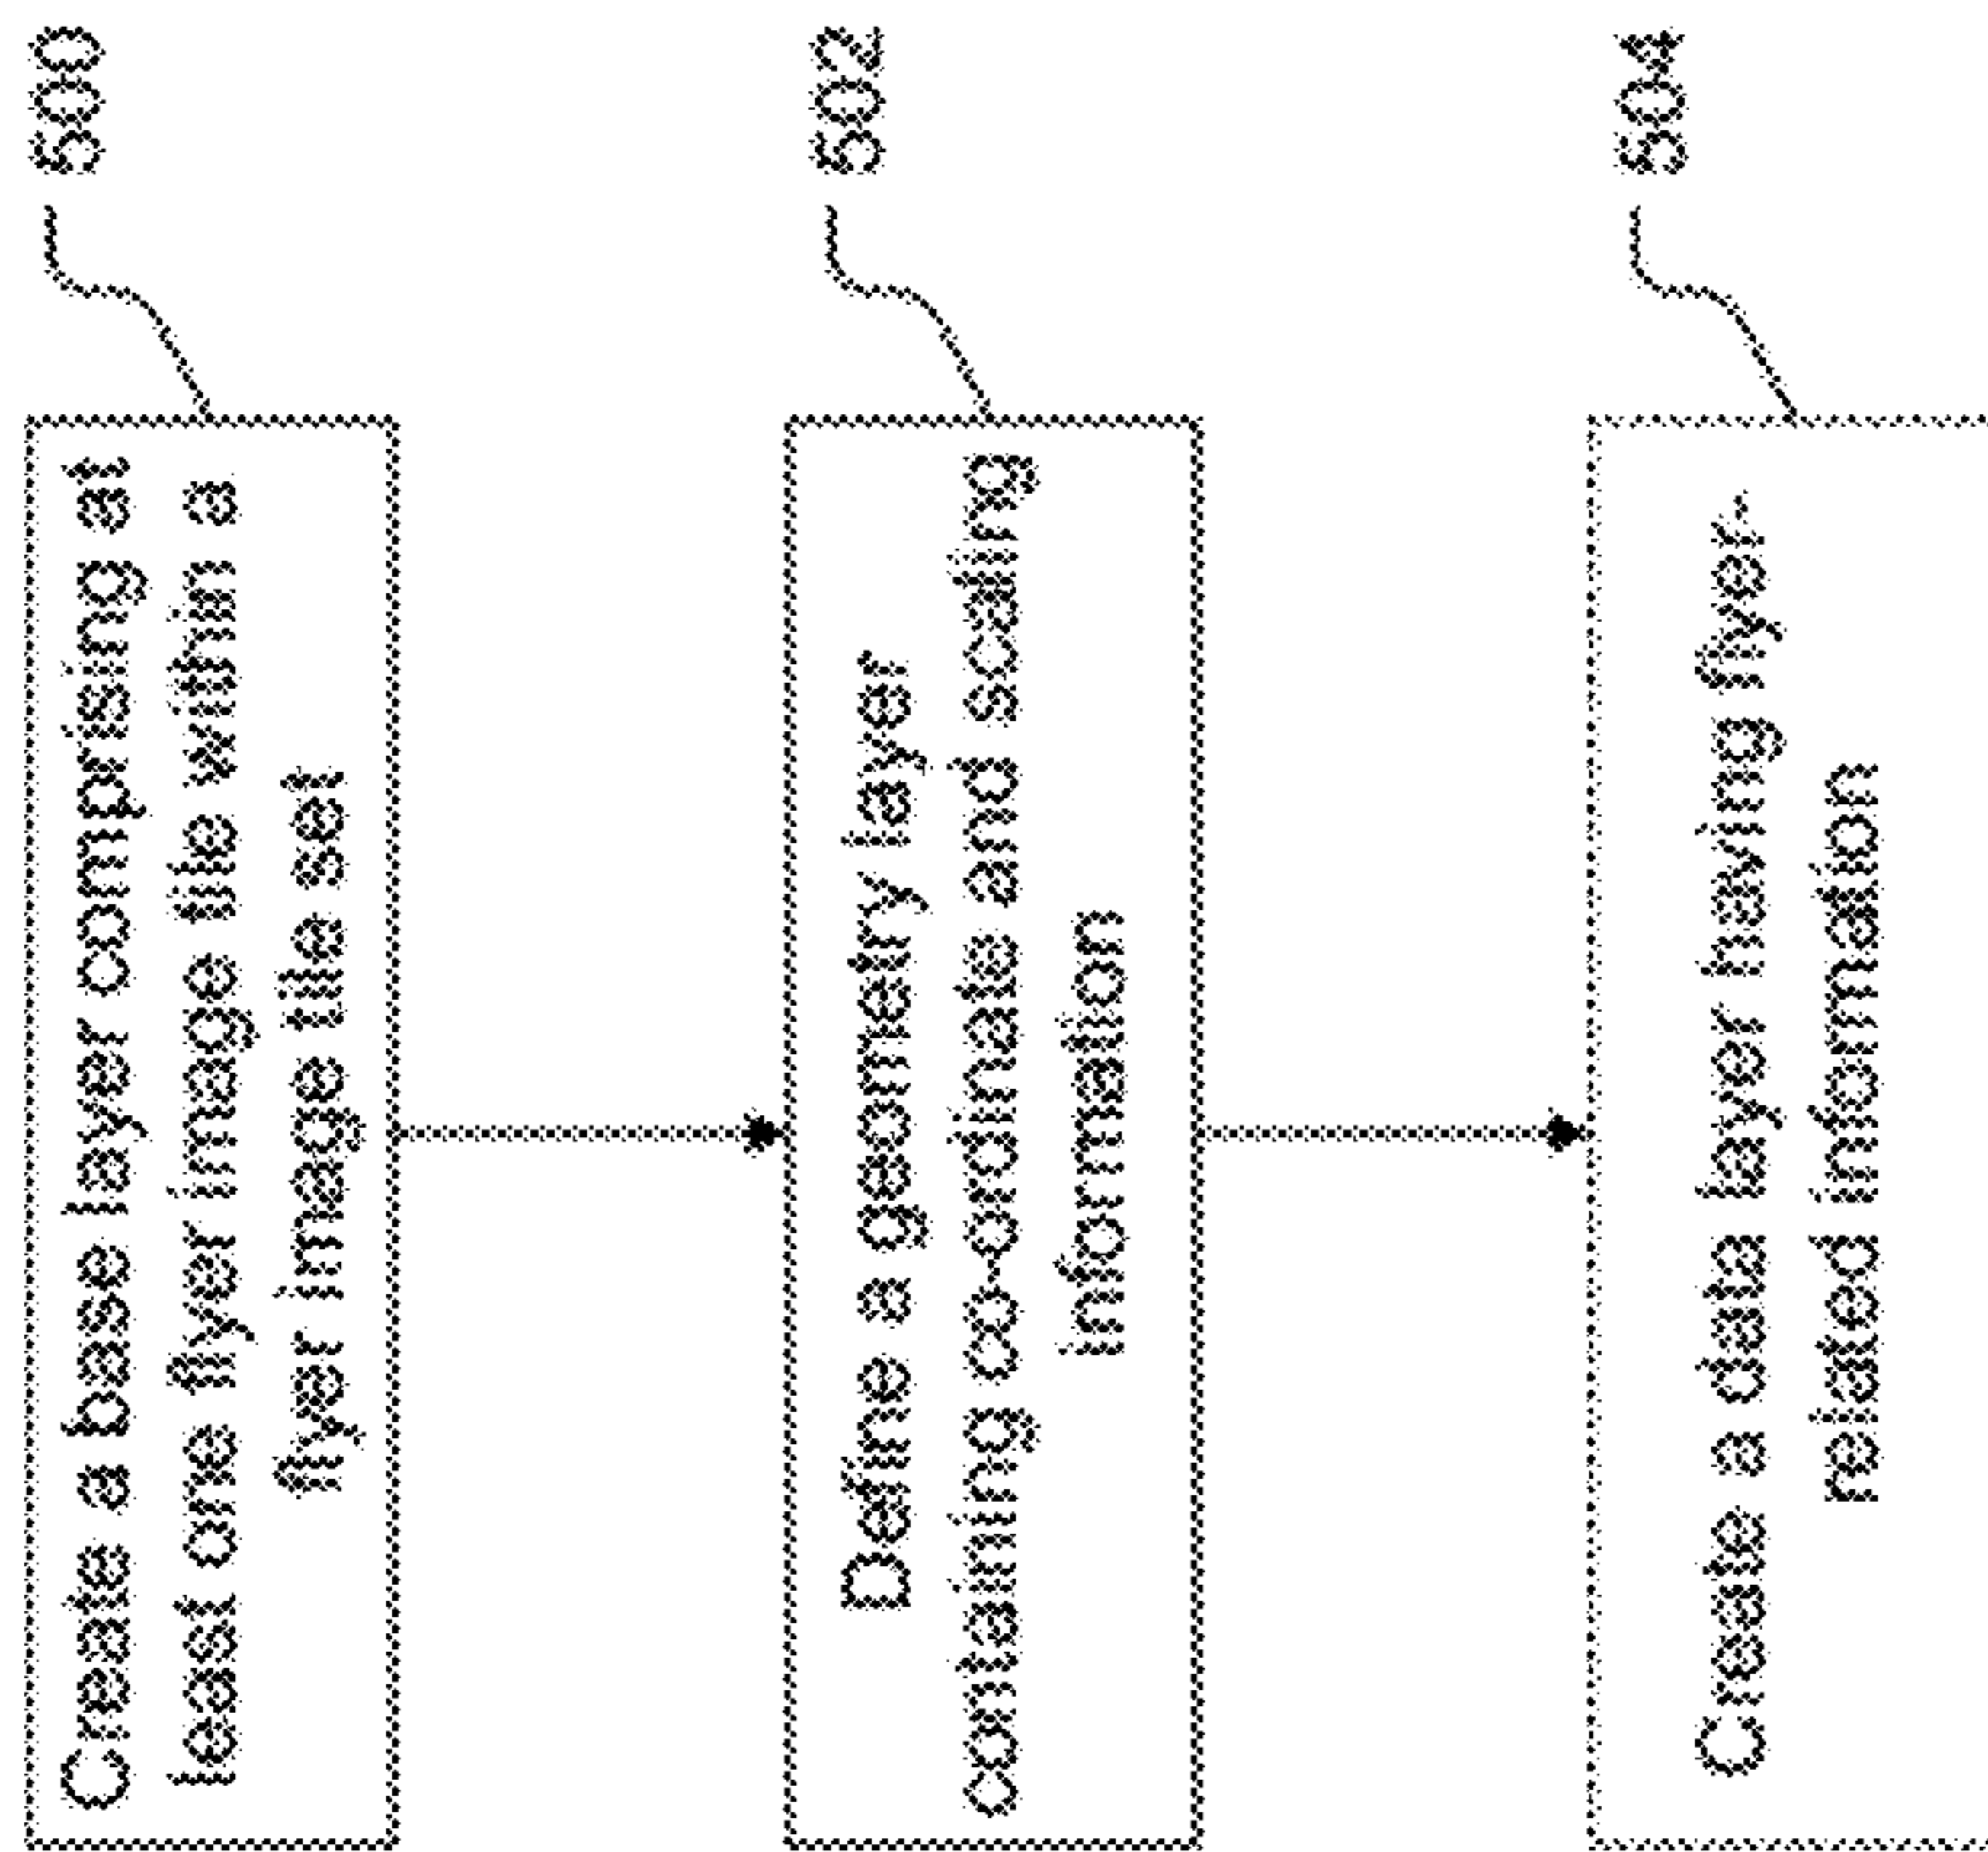 Create a base layer comprising at
least one flyer image tile within a
flyer image tile set
500
Define a geometry layer
containing co-ordinate and scaling
information
502
Create a data layer having flyer-
related information
504